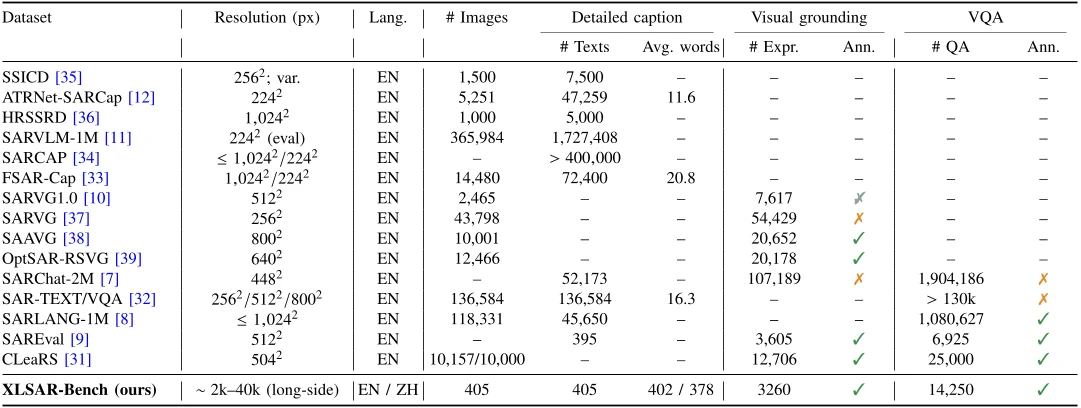 Dataset Resolution (px) Lang. # Images Detailed caption Visual grounding VQA
# Texts Avg. words # Expr. Ann. # QA Ann.
SSICD [35] 256²; var. EN 1,500 7,500 – – – – –
ATRNet-SARCap [12] 224² EN 5,251 47,259 11.6 – – – –
HRSSRD [36] 1,024² EN 1,000 5,000 – – – – –
SARVLM-1M [11] 224² (eval) EN 365,984 1,727,408 – – – – –
SARCAP [34] ≤ 1,024²/224² EN – > 400,000 – – – – –
FSAR-Cap [33] 1,024²/224² EN 14,480 72,400 20.8 – – – –
SARVG1.0 [10] 512² EN 2,465 – – 7,617 ✗ – –
SARVG [37] 256² EN 43,798 – – 54,429 ✗ – –
SAAVG [38] 800² EN 10,001 – – 20,652 ✓ – –
OptSAR-RSVG [39] 640² EN 12,466 – – 20,178 ✓ – –
SARChat-2M [7] 448² EN – 52,173 – 107,189 ✗ 1,904,186 ✗
SAR-TEXT/VQA [32] 256²/512²/800² EN 136,584 136,584 16.3 – – > 130k ✗
SARLANG-1M [8] ≤ 1,024² EN 118,331 45,650 – – – 1,080,627 ✓
SAREval [9] 512² EN – 395 – 3,605 ✓ 6,925 ✓
CLeaRS [31] 504² EN 10,157/10,000 – – 12,706 ✓ 25,000 ✓
XLSAR-Bench (ours) ~ 2k–40k (long-side) EN / ZH 405 405 402 / 378 3260 ✓ 14,250 ✓